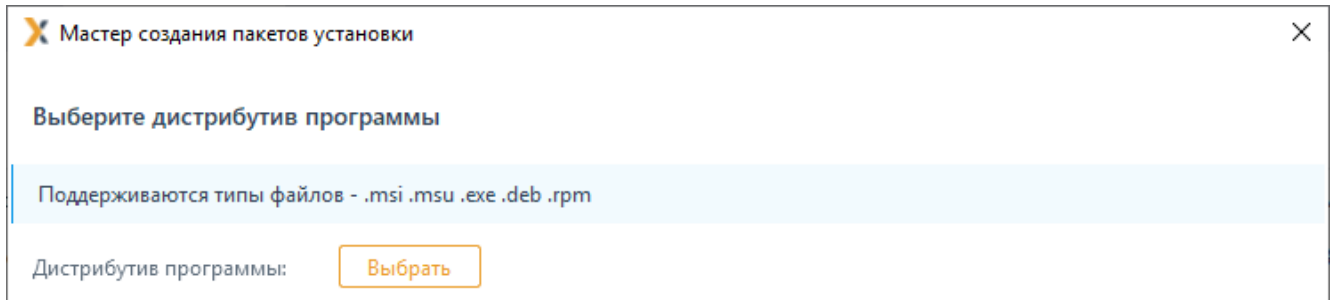 Мастер создания пакетов установки
Выберите дистрибутив программы
Поддерживаются типы файлов - .msi .msu .exe .deb .rpm
Дистрибутив программы: Выбрать